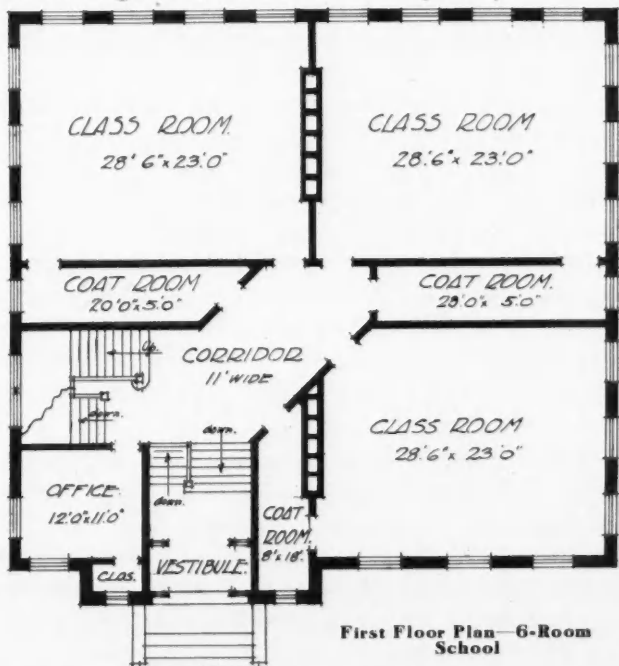 CLASS ROOM.
28' 6" x 23'.0"
CLASS ROOM
28'.6" x 23'.0"
COAT ROOM
20'0" x 5'.0"
COAT ROOM.
28'.0" x 5'.0"
Up.
CORRIDOR
11' WIDE
down.
down.
down.
CLASS ROOM
28'.6" x 23'.0"
OFFICE.
12'.0" x 11'.0"
COAT
ROOM.
8' x 18'.
CLOS.
VESTIBULE.
First Floor Plan—6-Room
School